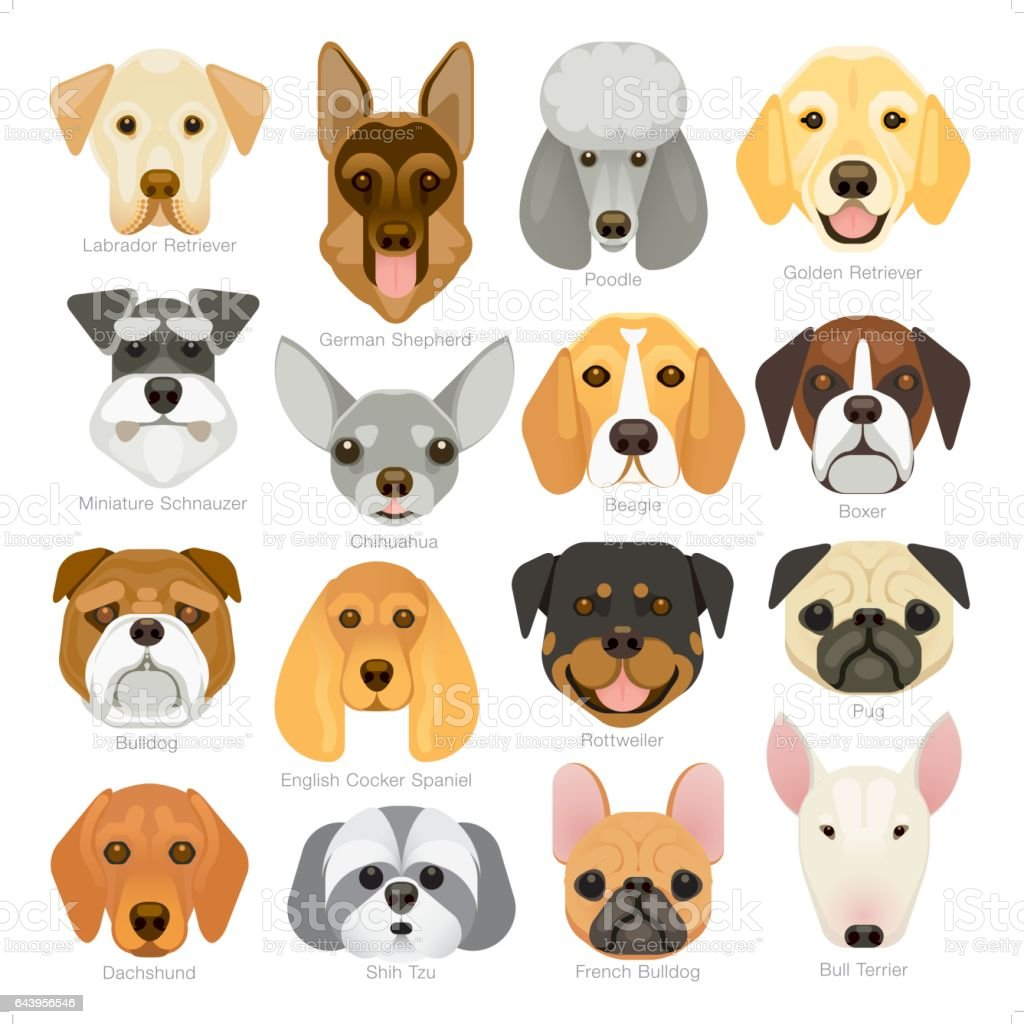 Labrador Retriever
German Shepherd
Poodle
Golden Retriever
Miniature Schnauzer
Chihuahua
Beagle
Boxer
Bulldog
English Cocker Spaniel
Rottweiler
Pug
Dachshund
Shih Tzu
French Bulldog
Bull Terrier
iStock
by Getty Images™
643956546